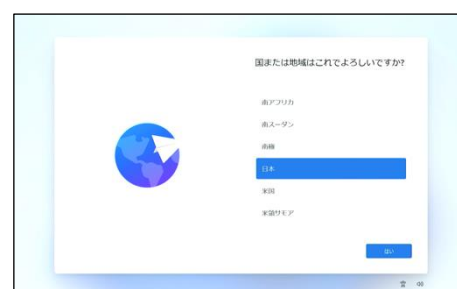 国または地域はこれでよろしいですか?
南アフリカ
南スーダン
南極
日本
米国
米領サモア
はい